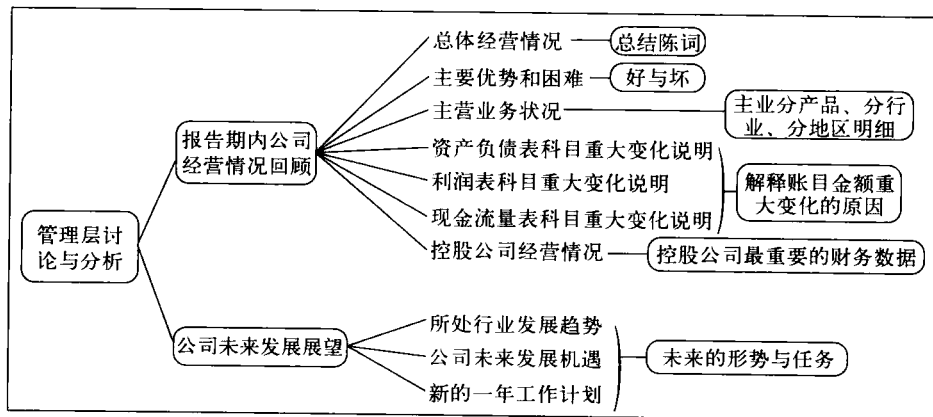 总体经营情况
总结陈词
主要优势和困难
好与坏
主营业务状况
主业分产品、分行
业、分地区明细
报告期内公司
经营情况回顾
资产负债表科目重大变化说明
利润表科目重大变化说明
现金流量表科目重大变化说明
解释账目金额重
大变化的原因
控股公司经营情况
控股公司最重要的财务数据
管理层讨
论与分析
公司未来发展展望
所处行业发展趋势
公司未来发展机遇
新的一年工作计划
未来的形势与任务